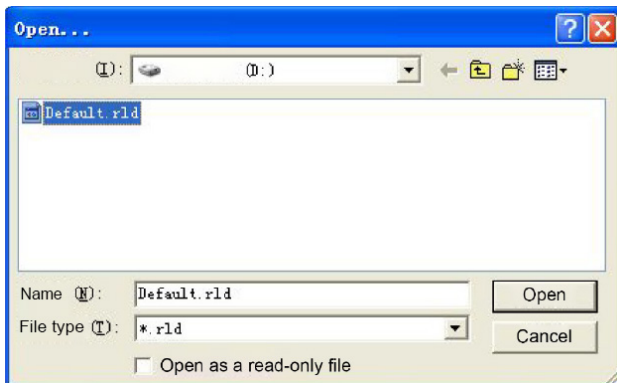 Open...
(I): (D:)
Default.rld
Name (N): Default.rld
Open
File type (T): *.rld
Cancel
Open as a read-only file